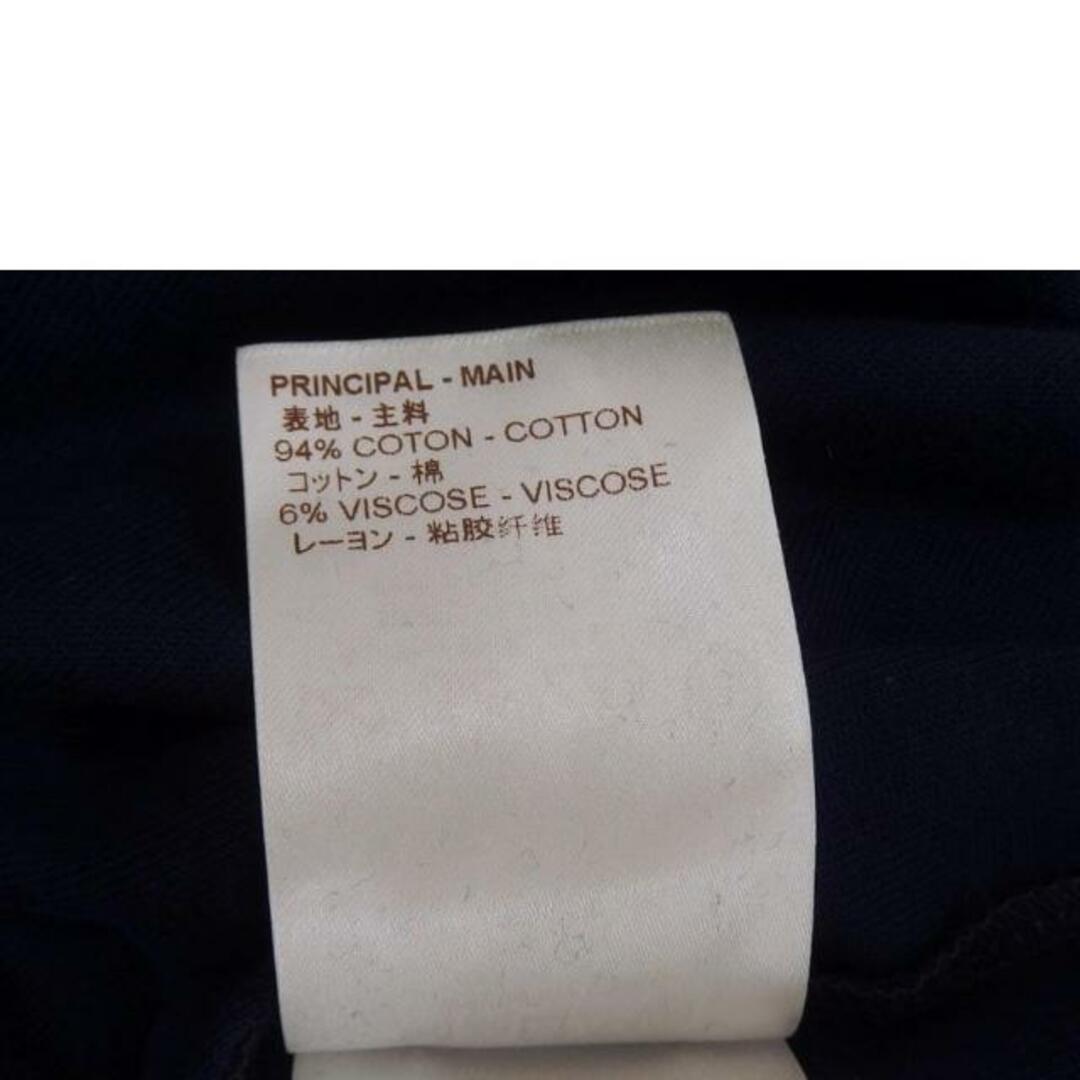 PRINCIPAL - MAIN
表地 - 主料
94% COTON - COTTON
コットン - 棉
6% VISCOSE - VISCOSE
レーヨン - 粘胶纤维